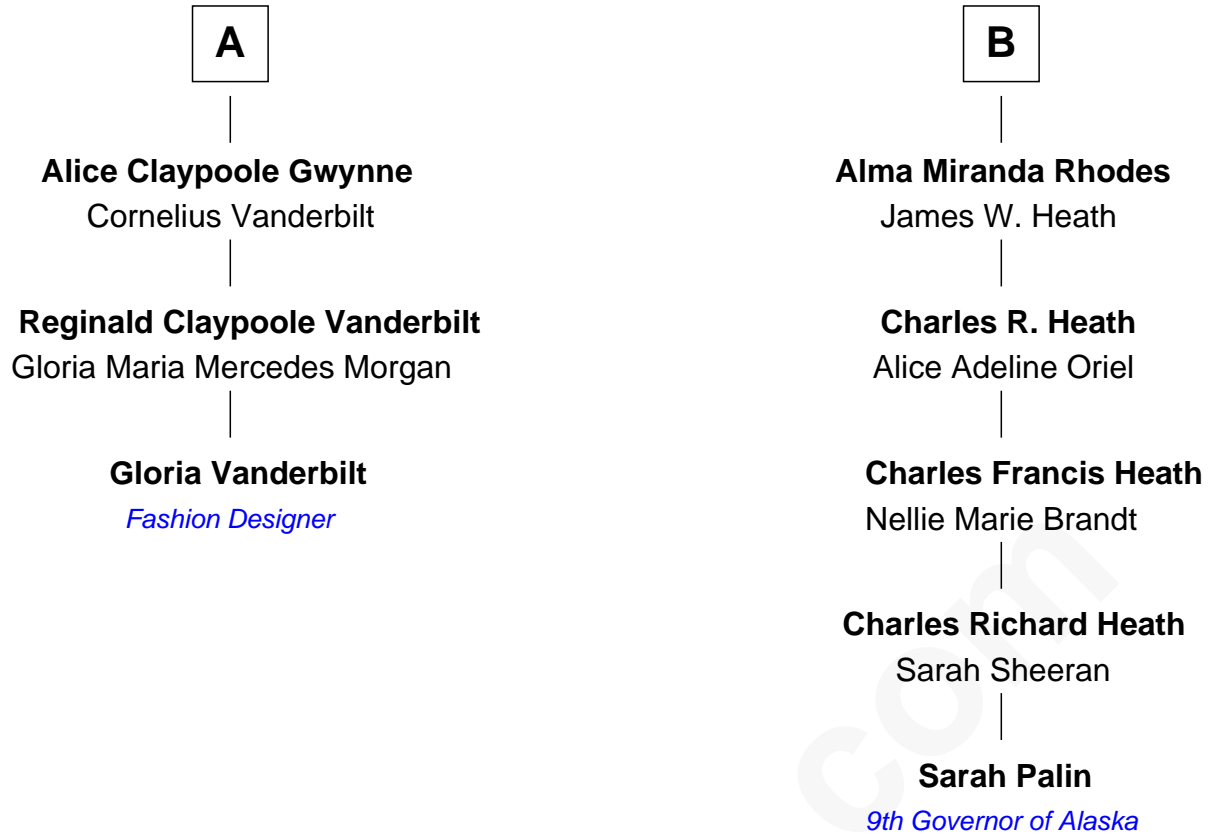 A
Alice Claypoole Gwynne
Cornelius Vanderbilt
Reginald Claypoole Vanderbilt
Gloria Maria Mercedes Morgan
Gloria Vanderbilt
Fashion Designer
B
Alma Miranda Rhodes
James W. Heath
Charles R. Heath
Alice Adeline Oriel
Charles Francis Heath
Nellie Marie Brandt
Charles Richard Heath
Sarah Sheeran
Sarah Palin
9th Governor of Alaska
com